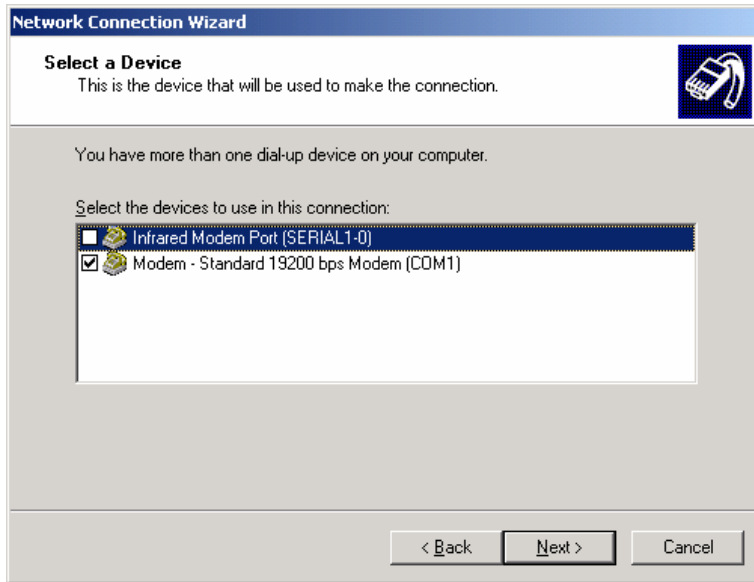 Network Connection Wizard
Select a Device
This is the device that will be used to make the connection.
You have more than one dial-up device on your computer.
Select the devices to use in this connection:
Infrared Modem Port (SERIAL1-0)
Modem - Standard 19200 bps Modem (COM1)
< Back Next > Cancel